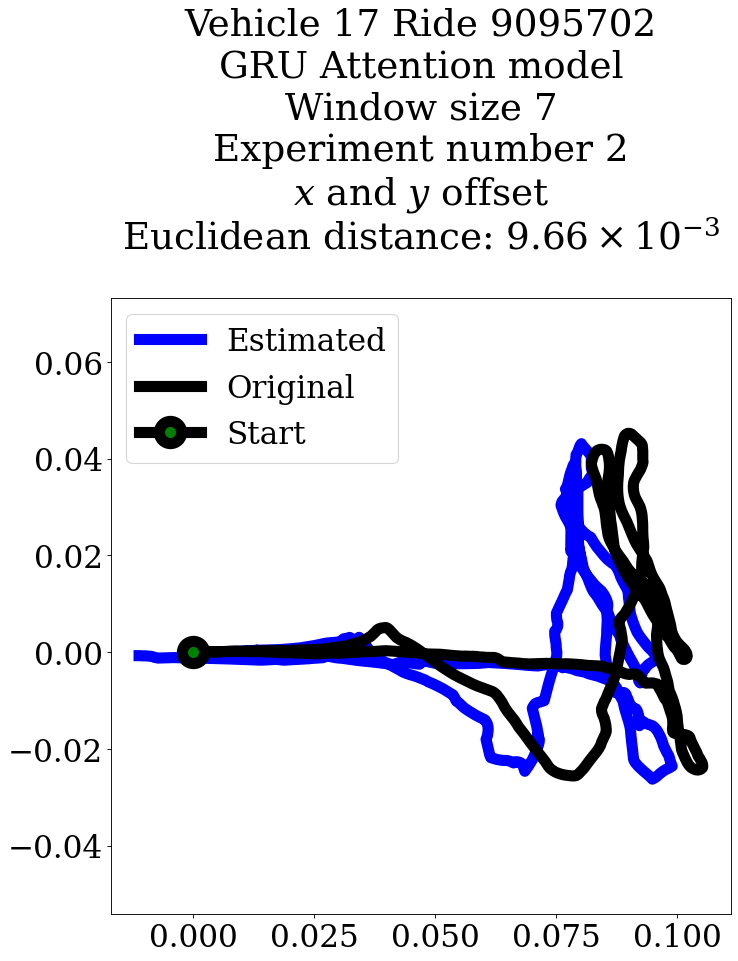 Vehicle 17 Ride 9095702
GRU Attention model
Window size 7
Experiment number 2
x and y offset
Euclidean distance: 9.66 × 10⁻³
Estimated
Original
Start
0.06
0.04
0.02
0.00
−0.02
−0.04
0.000 0.025 0.050 0.075 0.100